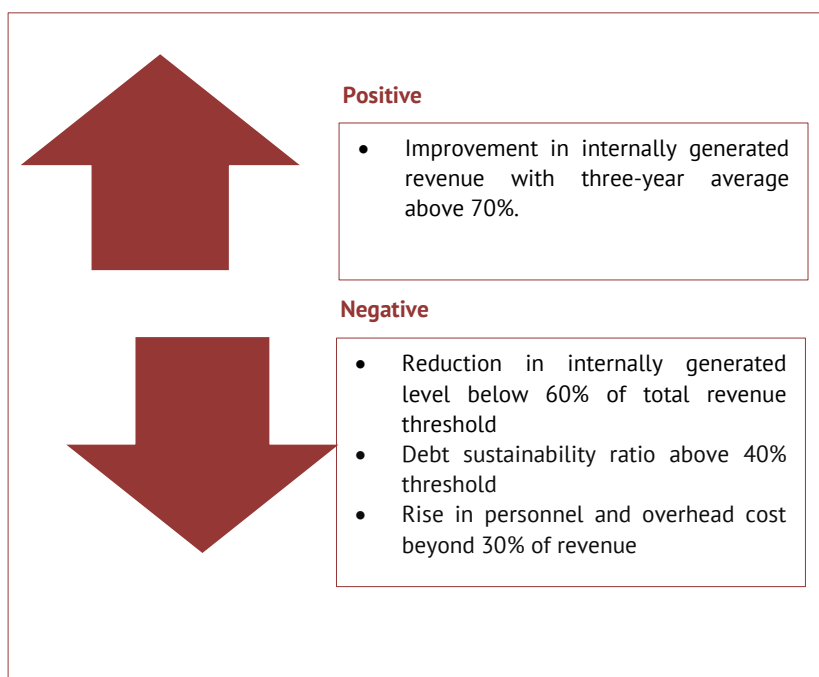 Positive
• Improvement in internally generated
revenue with three-year average
above 70%.
Negative
• Reduction in internally generated
level below 60% of total revenue
threshold
• Debt sustainability ratio above 40%
threshold
• Rise in personnel and overhead cost
beyond 30% of revenue